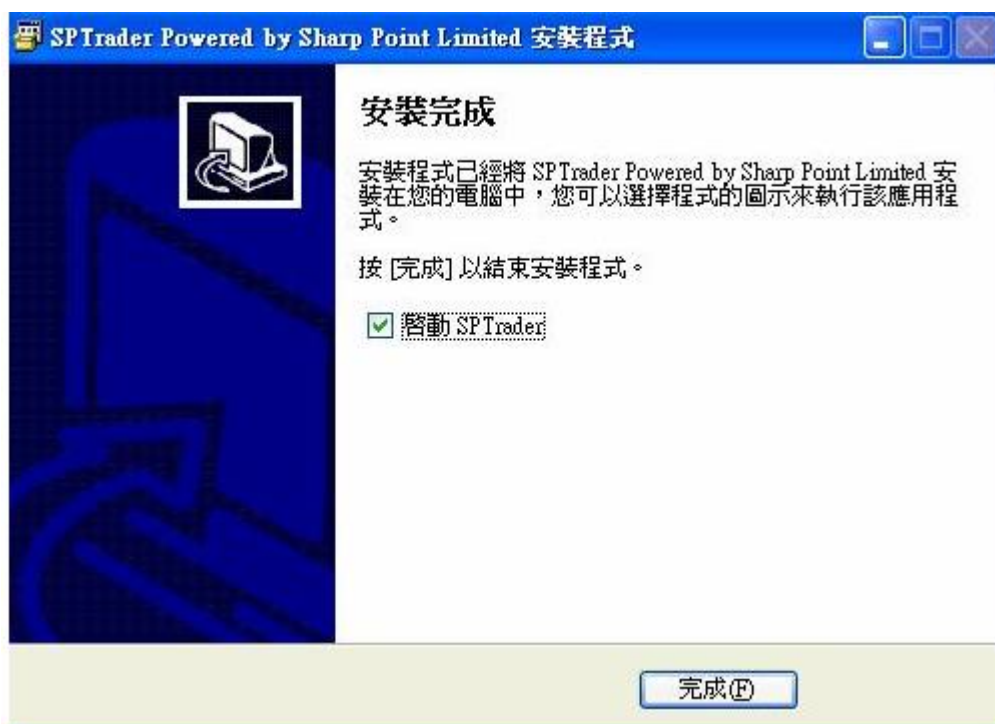 SPTrader Powered by Sharp Point Limited 安裝程式
安裝完成
安裝程式已經將 SPTrader Powered by Sharp Point Limited 安
裝在您的電腦中，您可以選擇程式的圖示來執行該應用程
式。
按 [完成] 以結束安裝程式。
啓動 SPTrader
完成(F)